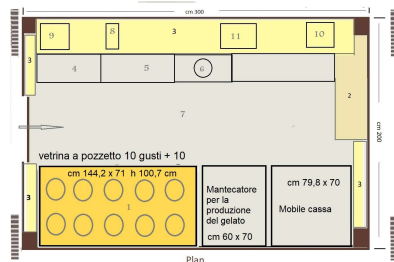 cm 300
9
8
3
11
10
3
4
5
6
2
7
cm 200
vetrina a pozzetto 10 gusti + 10
cm 144,2 x 71 h 100,7 cm
3
1
Mantecatore
per la
produzione
del gelato
cm 60 x 70
cm 79,8 x 70
Mobile cassa
3
Plan